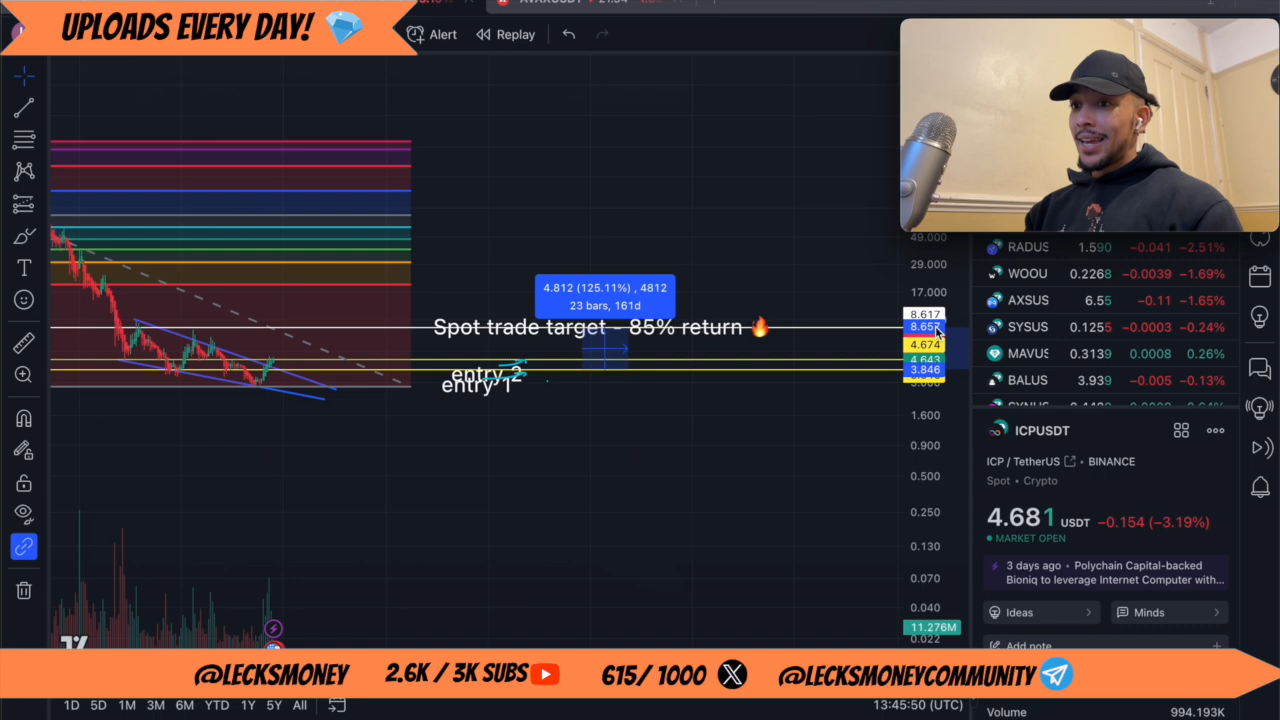 UPLOADS EVERY DAY! 💎
Alert
Replay
49.000
29.000
17.000
8.617
8.657
4.674
4.643
3.846
1.600
0.900
0.500
0.250
0.130
0.070
0.040
11.276M
0.022
4.812 (125.11%) , 4812
23 bars, 161d
Spot trade target - 85% return 🔥
entry 2
entry 1
RADUS 1.590 −0.041 −2.51%
WOOU 0.2268 −0.0039 −1.69%
AXSUS 6.55 −0.11 −1.65%
SYSUS 0.1255 −0.0003 −0.24%
MAVUS 0.3139 0.0008 0.26%
BALUS 3.939 −0.005 −0.13%
ICPUSDT
ICP / TetherUS • BINANCE
Spot • Crypto
4.681 USDT −0.154 (−3.19%)
MARKET OPEN
3 days ago • Polychain Capital-backed
Bioniq to leverage Internet Computer with...
Ideas
Minds
Add note
@LECKSMONEY 2.6K / 3K SUBS 615/ 1000 X @LECKSMONEYCOMMUNITY
1D 5D 1M 3M 6M YTD 1Y 5Y All
13:45:50 (UTC)
Volume 994.193K